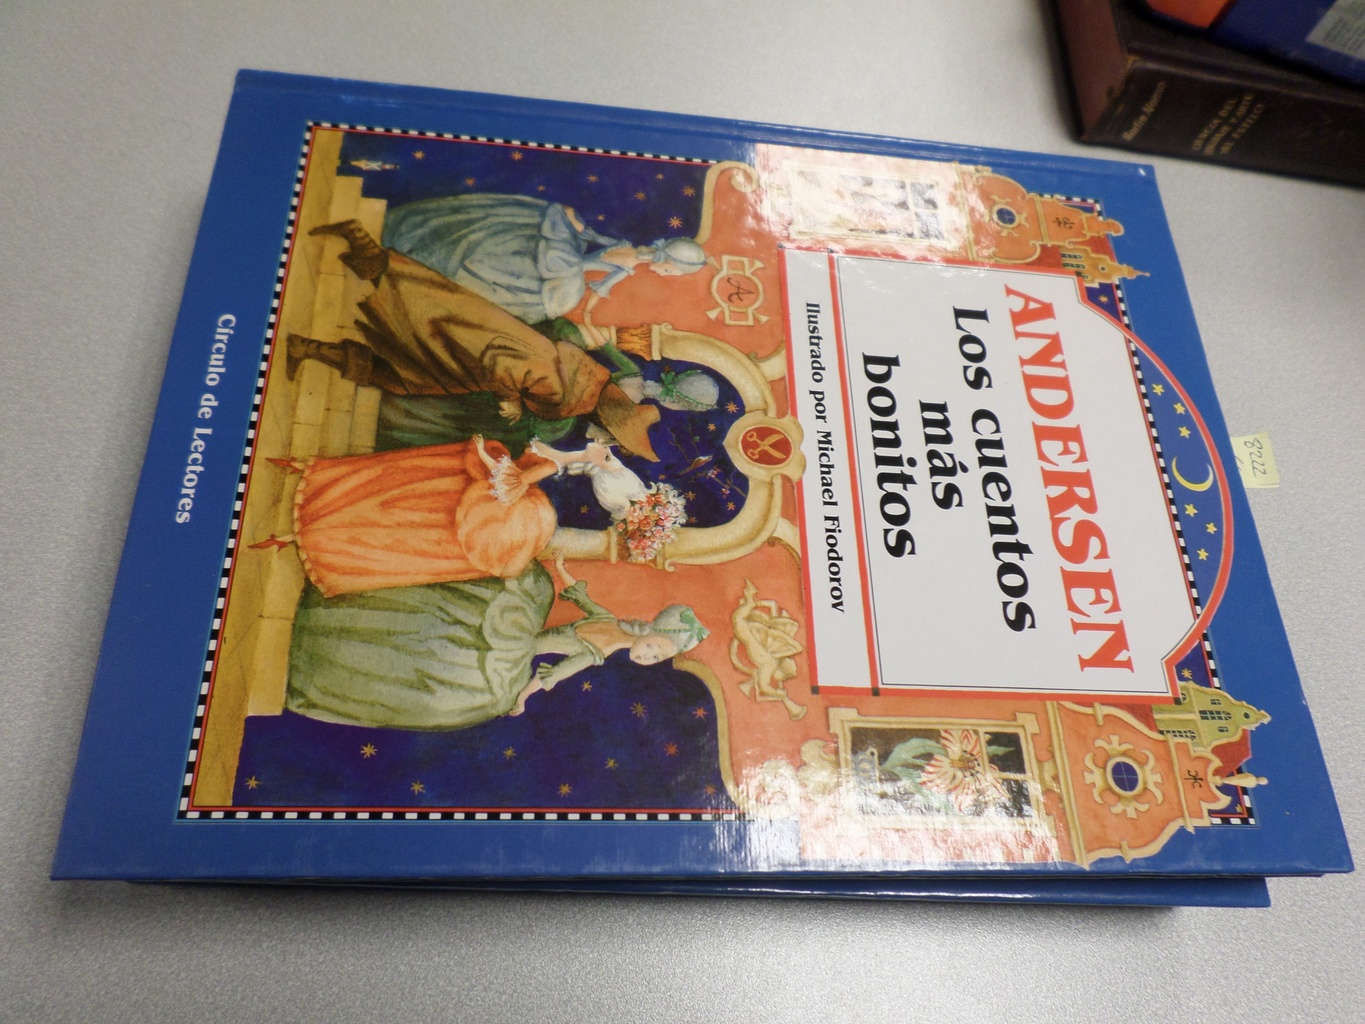 ANDERSEN
Los cuentos
más
bonitos
Ilustrado por Michael Fiodorov
Círculo de Lectores
A
8222